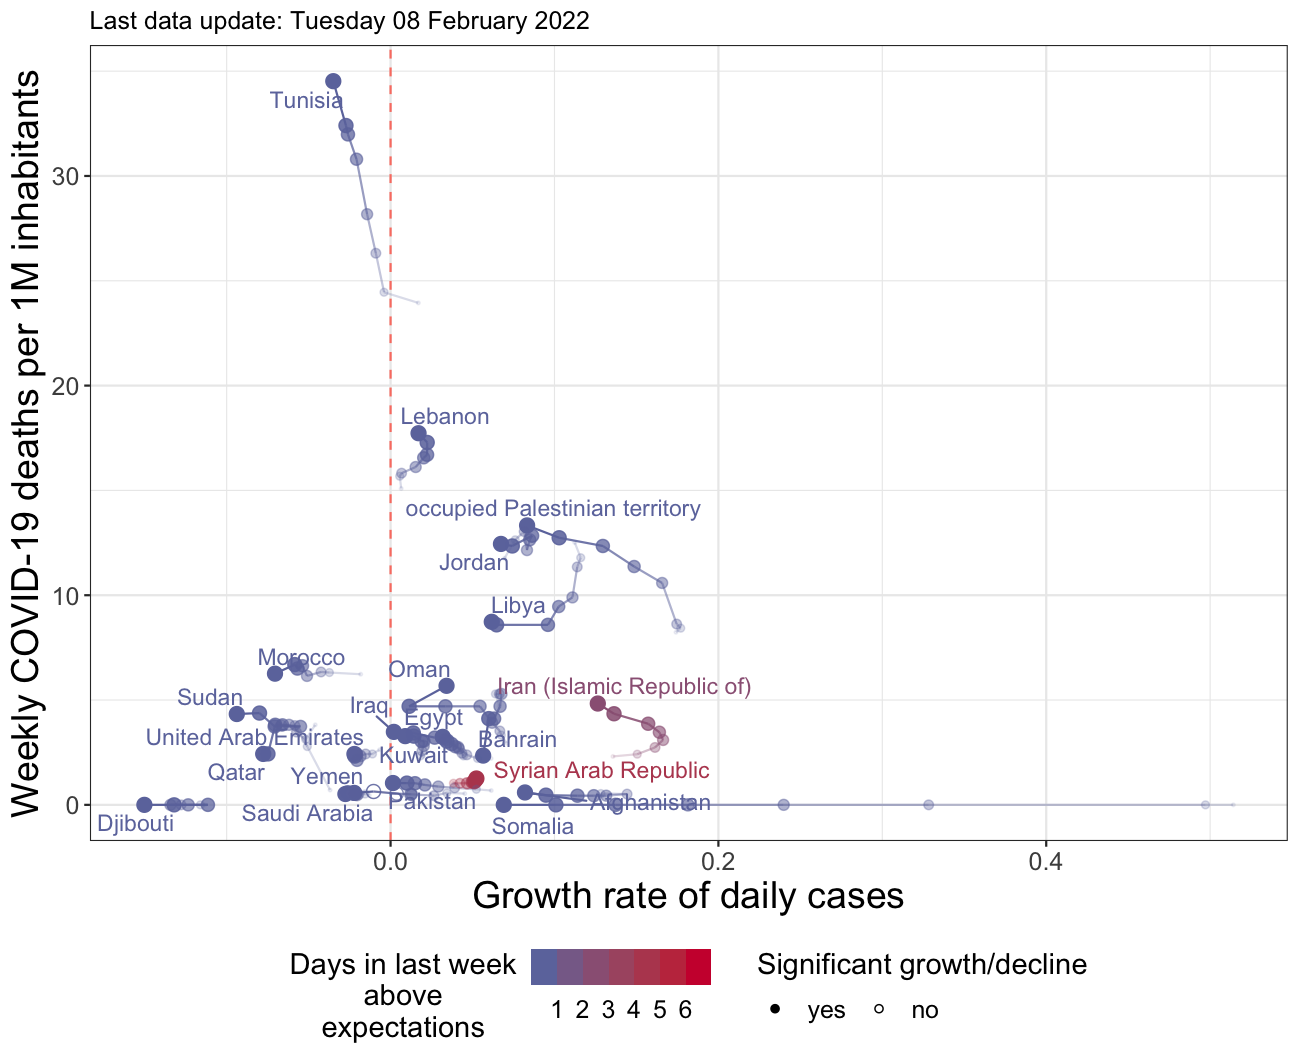 Last data update: Tuesday 08 February 2022
Weekly COVID-19 deaths per 1M inhabitants
30
20
10
0
Tunisia
Lebanon
occupied Palestinian territory
Jordan
Libya
Morocco
Oman
Iran (Islamic Republic of)
Sudan
Iraq
Egypt
United Arab Emirates
Bahrain
Kuwait
Qatar
Yemen
Syrian Arab Republic
Pakistan
Afghanistan
Saudi Arabia
Djibouti
Somalia
0.0
0.2
0.4
Growth rate of daily cases
Days in last week
above
expectations
1 2 3 4 5 6
Significant growth/decline
yes
no